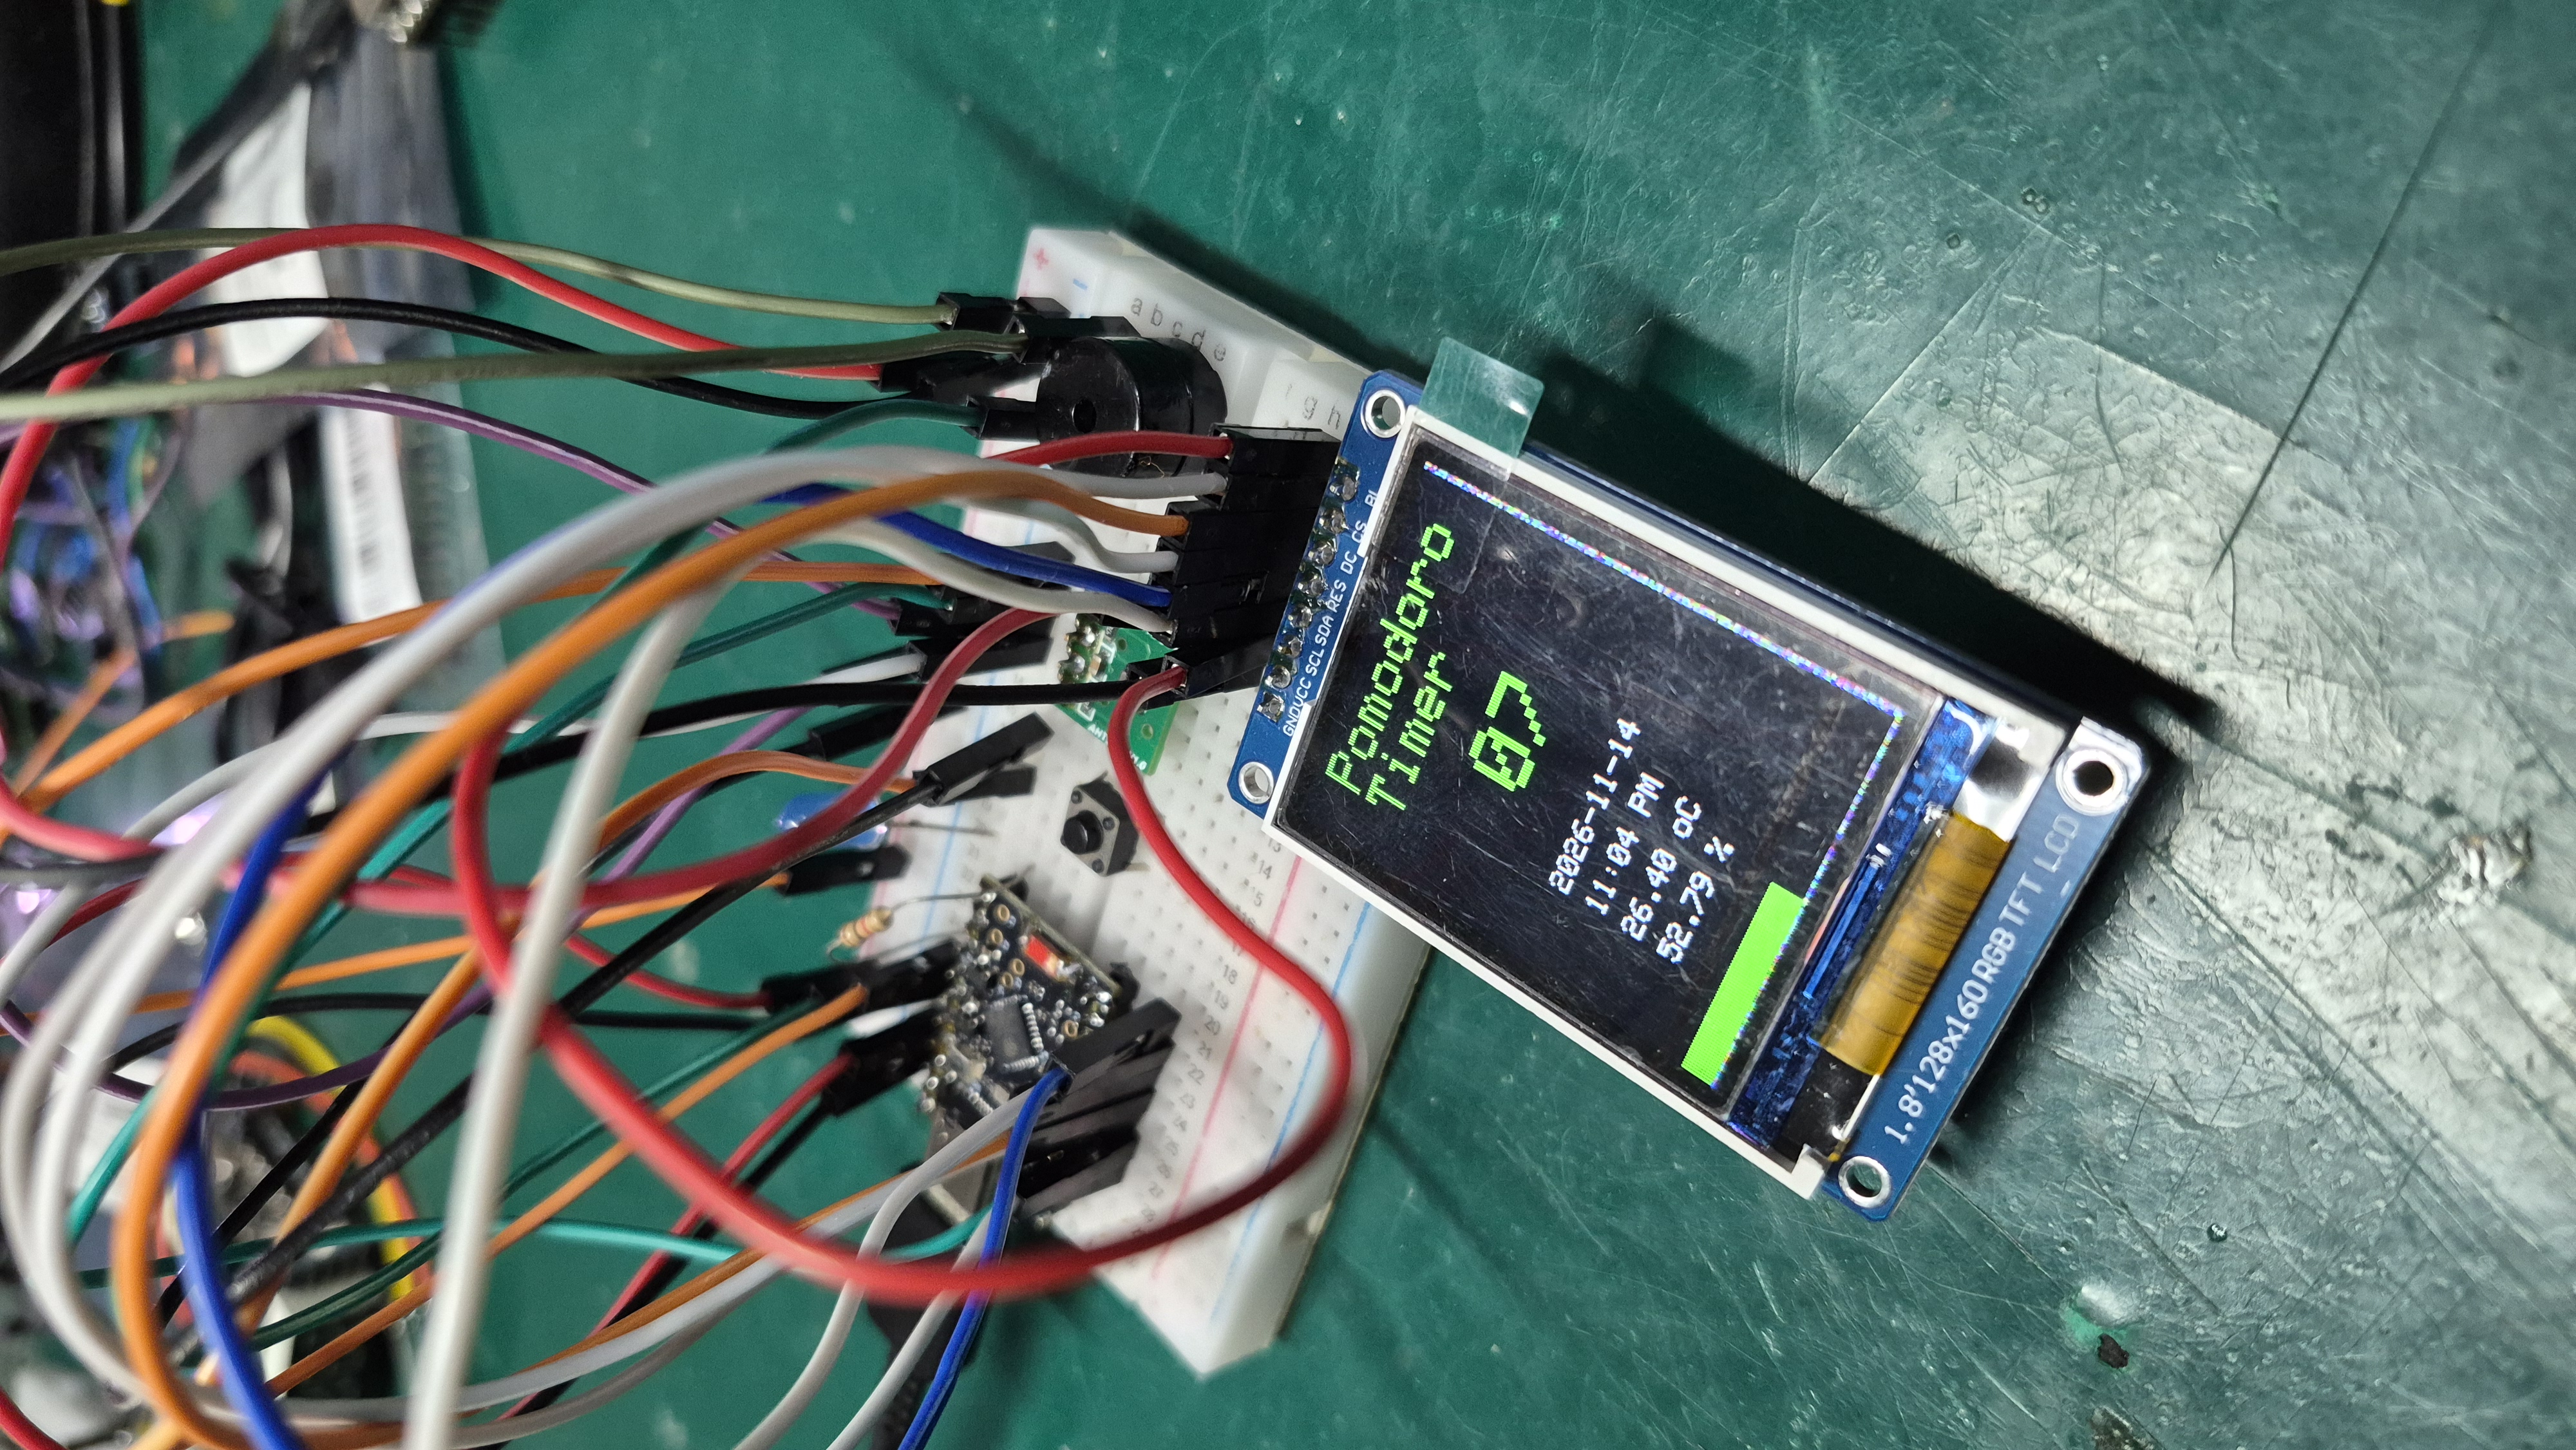 GND VCC SCL SDA RES DC CS BL
Pomodoro
Timer
07
2026-11-14
11:04 PM
26.40 oC
52.79 %
1.8' 128x160 RGB TFT LCD